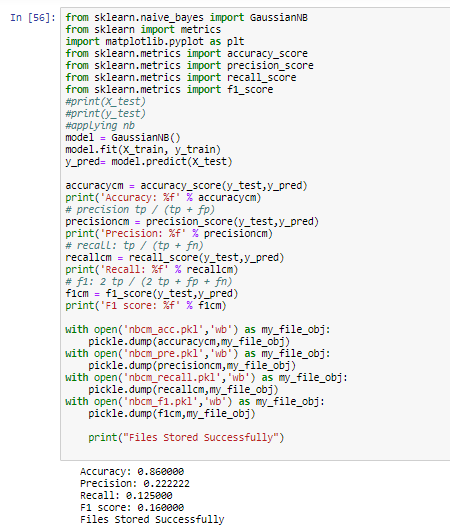 In [56]: from sklearn.naive_bayes import GaussianNB
from sklearn import metrics
import matplotlib.pyplot as plt
from sklearn.metrics import accuracy_score
from sklearn.metrics import precision_score
from sklearn.metrics import recall_score
from sklearn.metrics import f1_score
#print(X_test)
#print(y_test)
#applying nb
model = GaussianNB()
model.fit(X_train, y_train)
y_pred= model.predict(X_test)

accuracycm = accuracy_score(y_test,y_pred)
print('Accuracy: %f' % accuracycm)
# precision tp / (tp + fp)
precisioncm = precision_score(y_test,y_pred)
print('Precision: %f' % precisioncm)
# recall: tp / (tp + fn)
recallcm = recall_score(y_test,y_pred)
print('Recall: %f' % recallcm)
# f1: 2 tp / (2 tp + fp + fn)
f1cm = f1_score(y_test,y_pred)
print('F1 score: %f' % f1cm)

with open('nbcm_acc.pkl','wb') as my_file_obj:
    pickle.dump(accuracycm,my_file_obj)
with open('nbcm_pre.pkl','wb') as my_file_obj:
    pickle.dump(precisioncm,my_file_obj)
with open('nbcm_recall.pkl','wb') as my_file_obj:
    pickle.dump(recallcm,my_file_obj)
with open('nbcm_f1.pkl','wb') as my_file_obj:
    pickle.dump(f1cm,my_file_obj)

    print("Files Stored Successfully")

Accuracy: 0.860000
Precision: 0.222222
Recall: 0.125000
F1 score: 0.160000
Files Stored Successfully